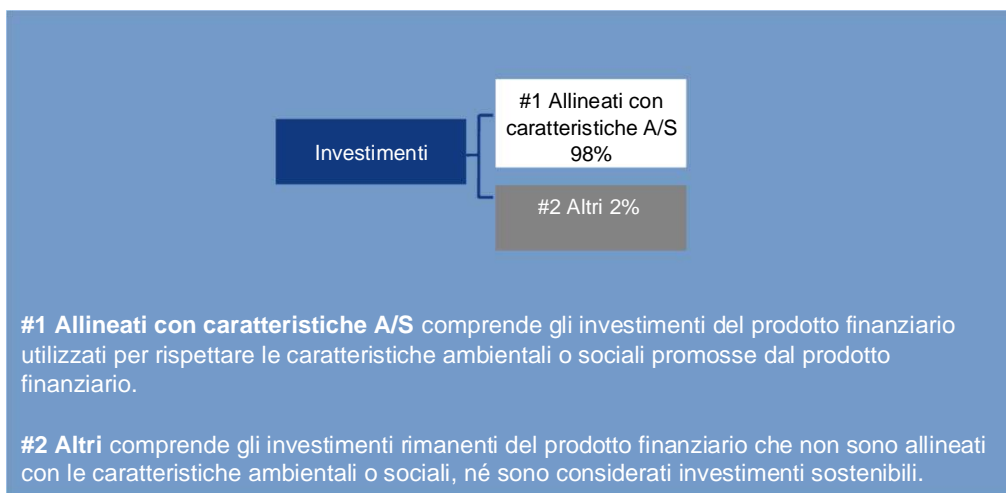 #1 Allineati con
caratteristiche A/S
98%
Investimenti
#2 Altri 2%
#1 Allineati con caratteristiche A/S comprende gli investimenti del prodotto finanziario
utilizzati per rispettare le caratteristiche ambientali o sociali promosse dal prodotto
finanziario.
#2 Altri comprende gli investimenti rimanenti del prodotto finanziario che non sono allineati
con le caratteristiche ambientali o sociali, né sono considerati investimenti sostenibili.